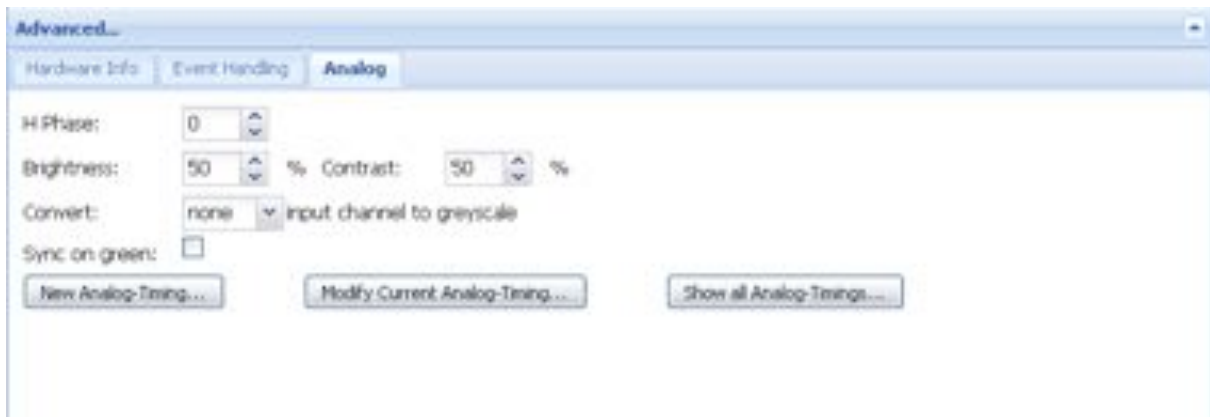 Advanced...
Hardware Info Event Handling Analog
H Phase: 0
Brightness: 50 % Contrast: 50 %
Convert: none input channel to greyscale
Sync on green:
New Analog-Timing... Modify Current Analog-Timing... Show all Analog-Timings...